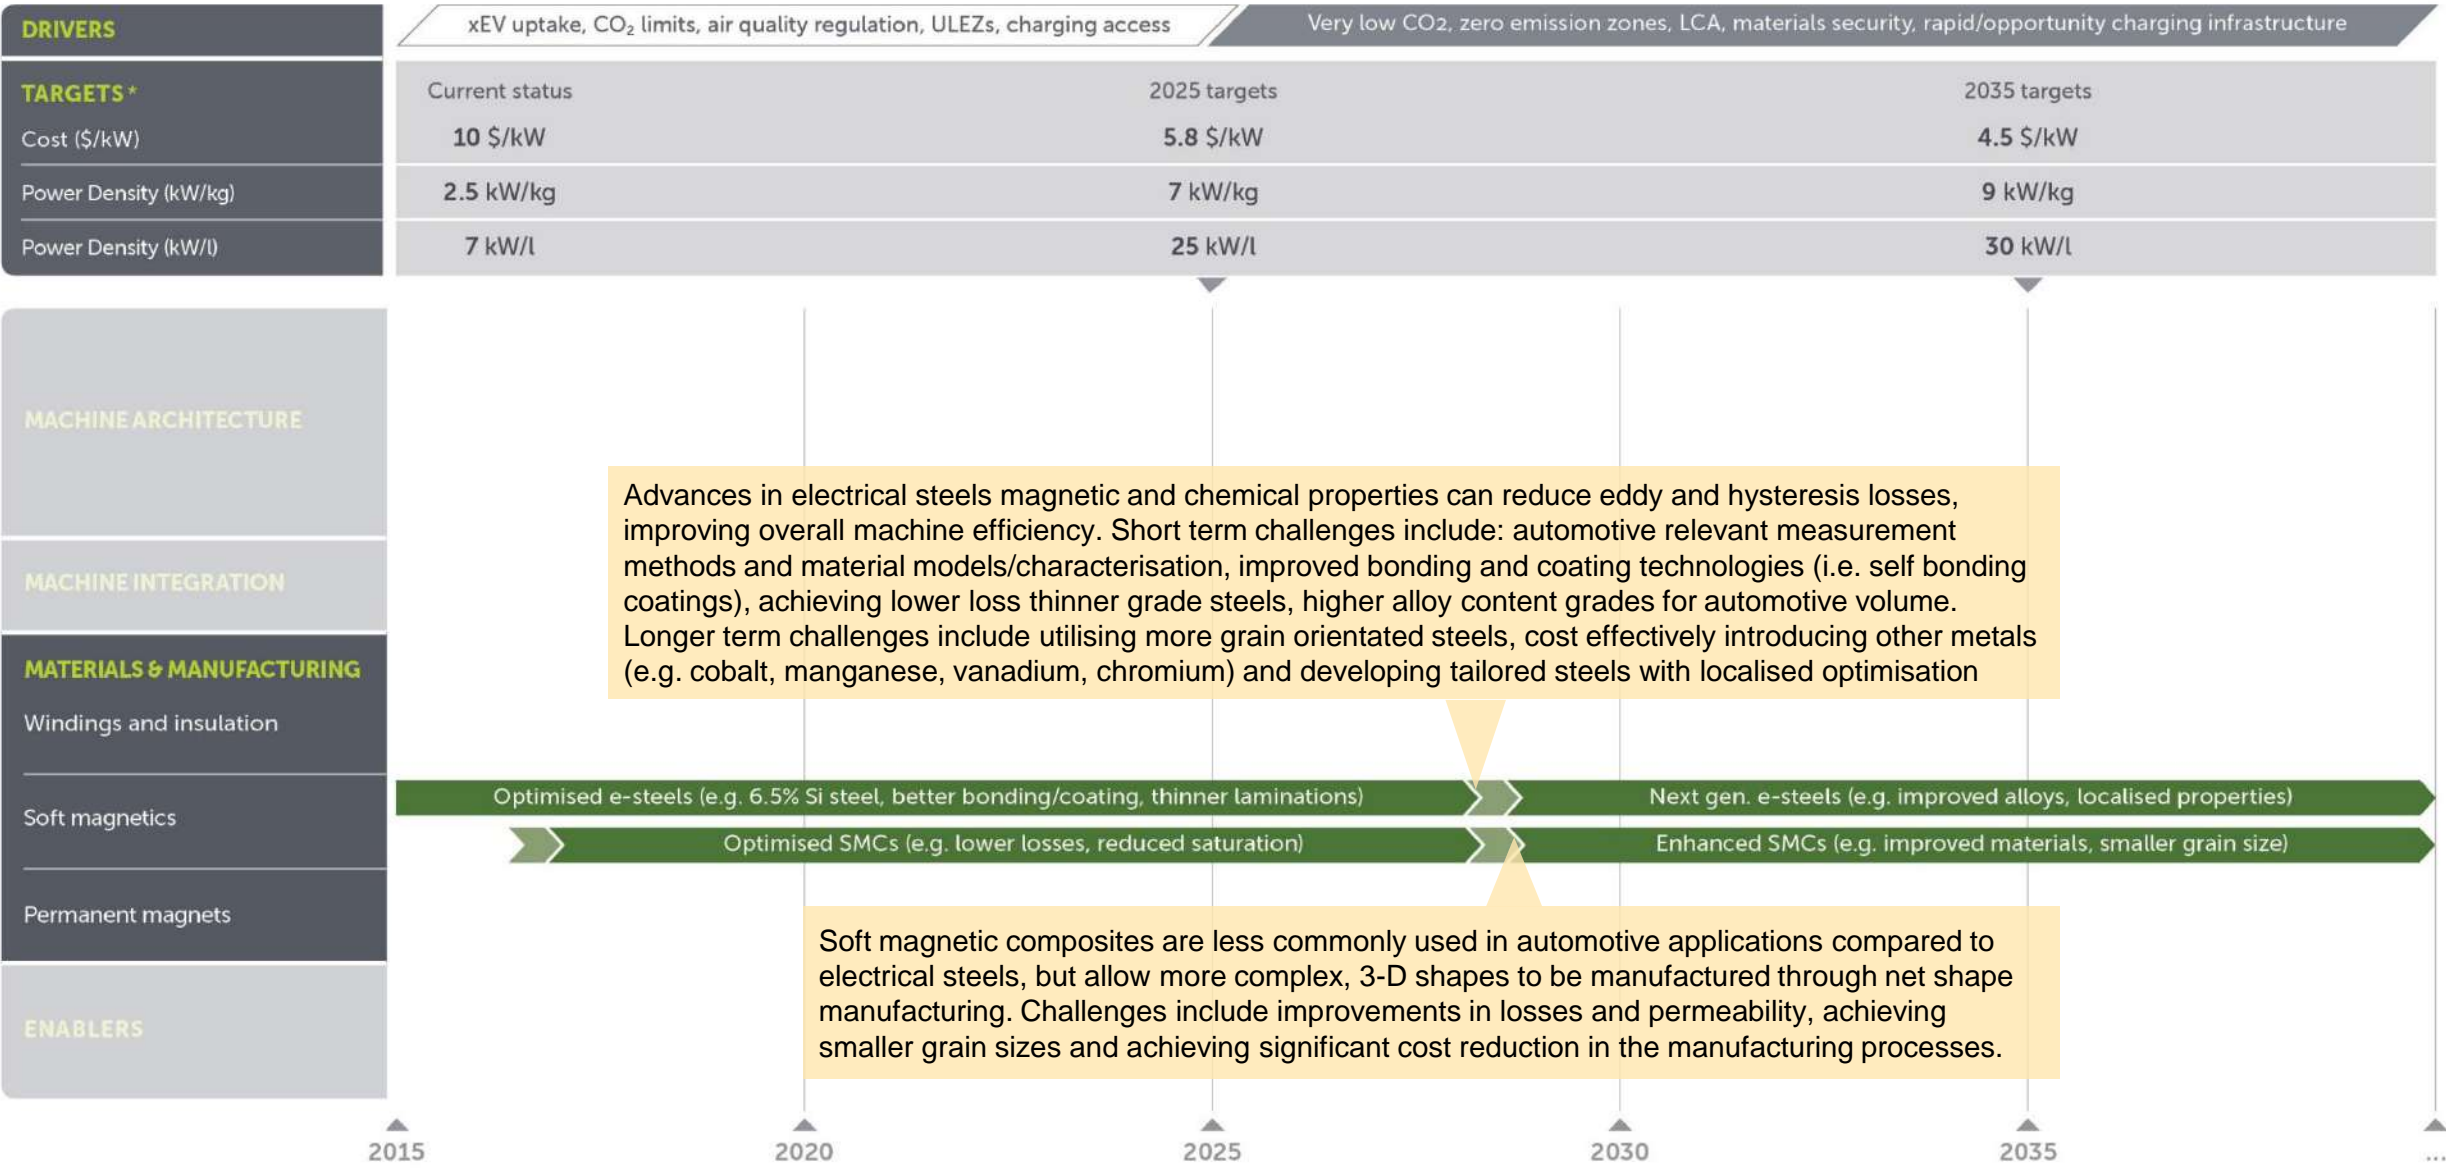 DRIVERS
xEV uptake, CO₂ limits, air quality regulation, ULEZs, charging access
Very low CO2, zero emission zones, LCA, materials security, rapid/opportunity charging infrastructure
TARGETS *
Current status
2025 targets
2035 targets
Cost ($/kW)
10 $/kW
5.8 $/kW
4.5 $/kW
Power Density (kW/kg)
2.5 kW/kg
7 kW/kg
9 kW/kg
Power Density (kW/l)
7 kW/l
25 kW/l
30 kW/l
MACHINE ARCHITECTURE
Advances in electrical steels magnetic and chemical properties can reduce eddy and hysteresis losses,
improving overall machine efficiency. Short term challenges include: automotive relevant measurement
methods and material models/characterisation, improved bonding and coating technologies (i.e. self bonding
coatings), achieving lower loss thinner grade steels, higher alloy content grades for automotive volume.
Longer term challenges include utilising more grain orientated steels, cost effectively introducing other metals
(e.g. cobalt, manganese, vanadium, chromium) and developing tailored steels with localised optimisation
MACHINE INTEGRATION
MATERIALS & MANUFACTURING
Windings and insulation
Soft magnetics
Optimised e-steels (e.g. 6.5% Si steel, better bonding/coating, thinner laminations)
Next gen. e-steels (e.g. improved alloys, localised properties)
Optimised SMCs (e.g. lower losses, reduced saturation)
Enhanced SMCs (e.g. improved materials, smaller grain size)
Permanent magnets
Soft magnetic composites are less commonly used in automotive applications compared to
electrical steels, but allow more complex, 3-D shapes to be manufactured through net shape
manufacturing. Challenges include improvements in losses and permeability, achieving
smaller grain sizes and achieving significant cost reduction in the manufacturing processes.
ENABLERS
2015
2020
2025
2030
2035
...